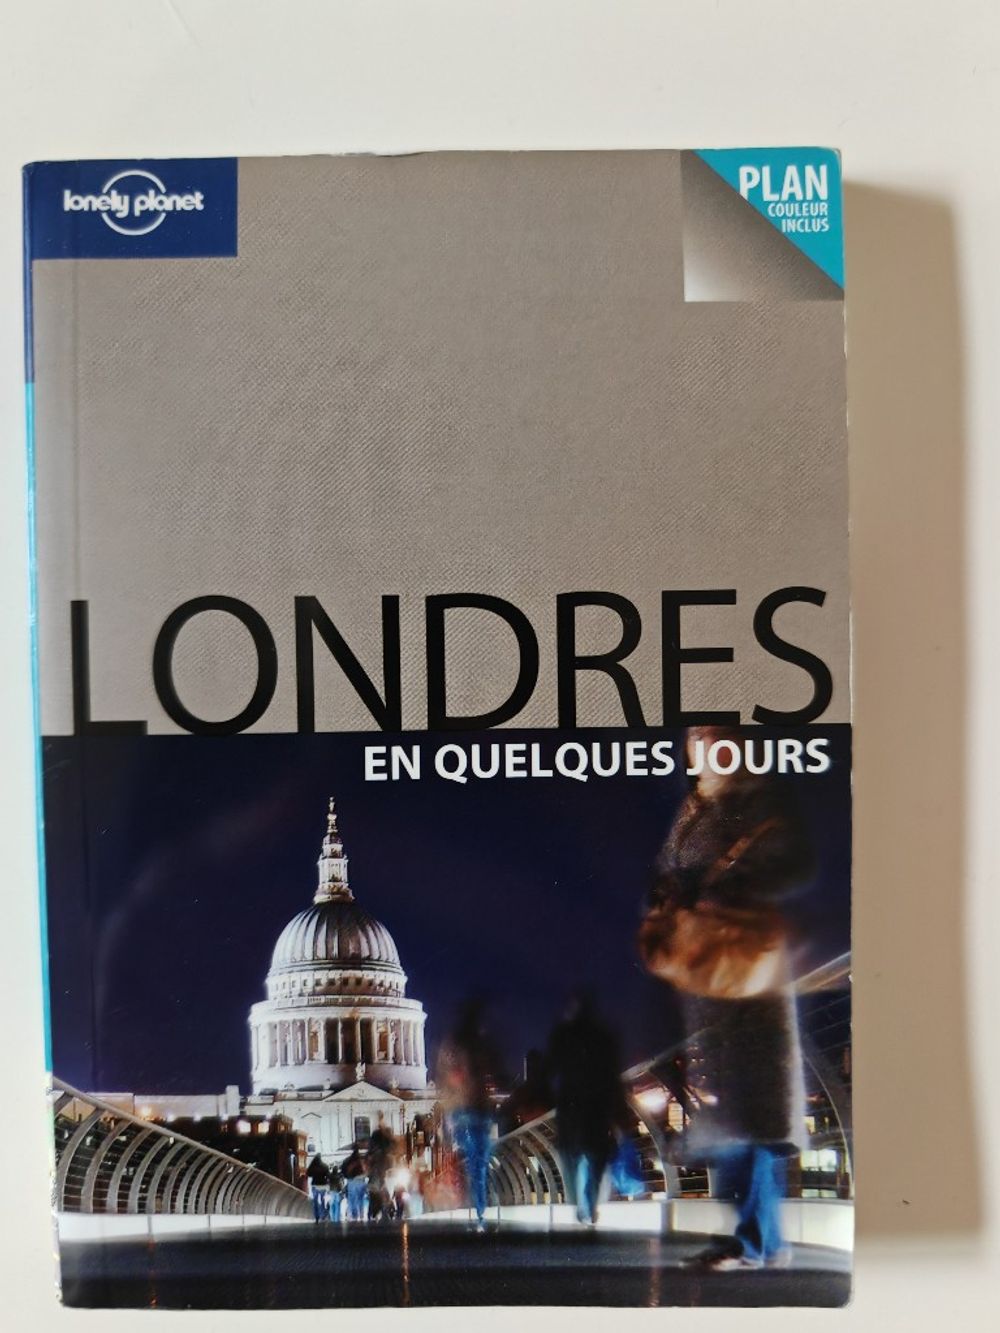 lonely planet
PLAN
COULEUR
INCLUS
LONDRES
EN QUELQUES JOURS